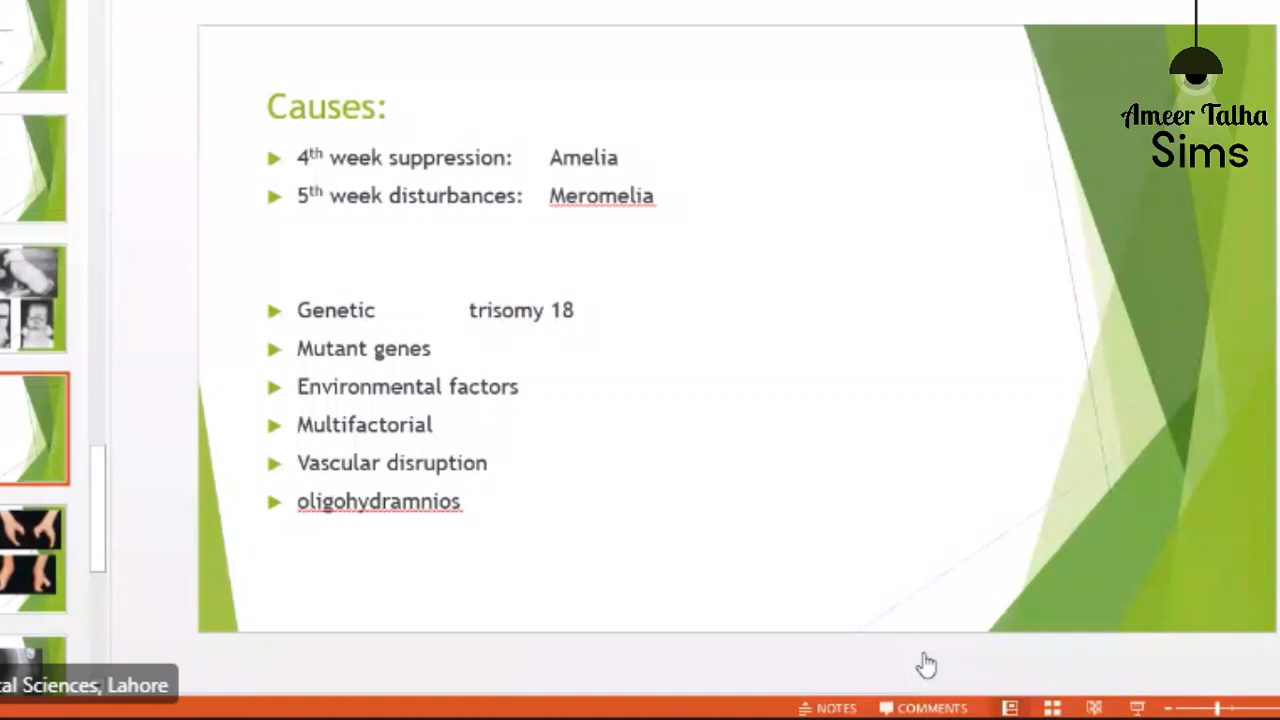 Ameer Talha
Sims
Causes:
4th week suppression: Amelia
5th week disturbances: Meromelia
Genetic trisomy 18
Mutant genes
Environmental factors
Multifactorial
Vascular disruption
oligohydramnios
cal Sciences, Lahore
NOTES COMMENTS